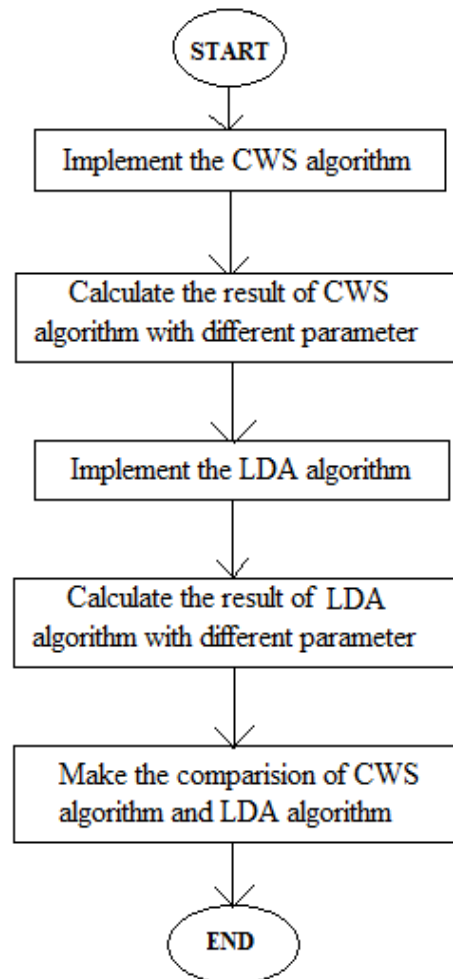 START
Implement the CWS algorithm
Calculate the result of CWS
algorithm with different parameter
Implement the LDA algorithm
Calculate the result of LDA
algorithm with different parameter
Make the comparision of CWS
algorithm and LDA algorithm
END